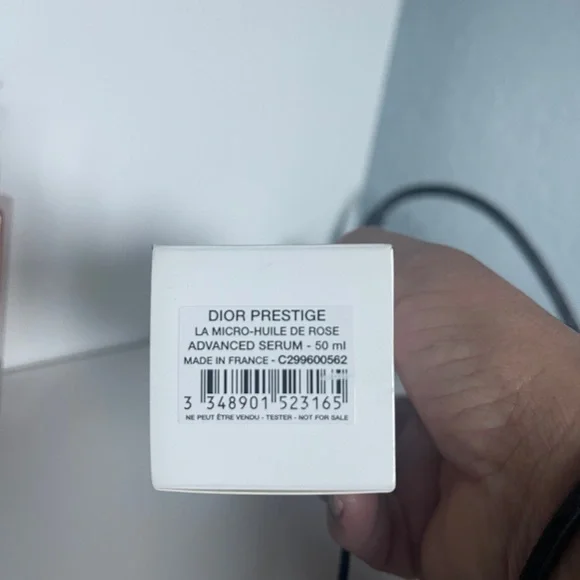 DIOR PRESTIGE
LA MICRO-HUILE DE ROSE
ADVANCED SERUM - 50 ml
MADE IN FRANCE - C299600562
3 348901 523165
NE PEUT ÊTRE VENDU - TESTER - NOT FOR SALE